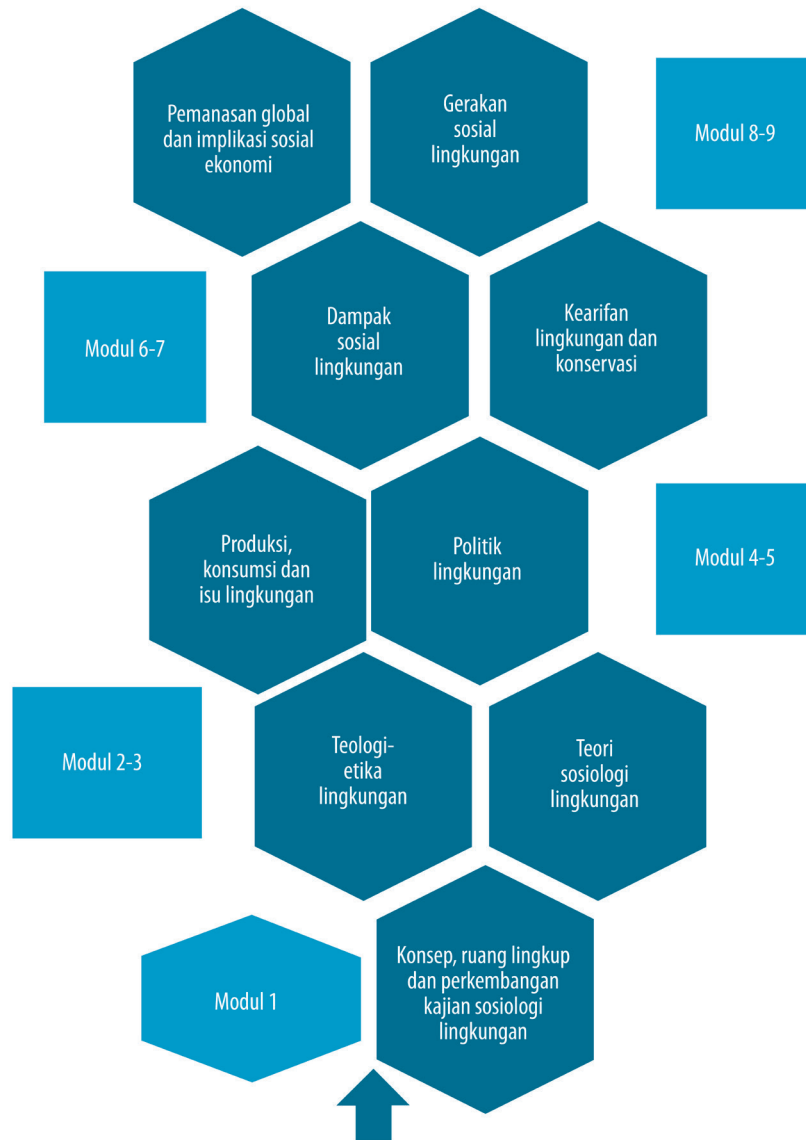 Pemanasan global
dan implikasi sosial
ekonomi
Gerakan
sosial
lingkungan
Modul 8-9
Modul 6-7
Dampak
sosial
lingkungan
Kearifan
lingkungan dan
konservasi
Produksi,
konsumsi dan
isu lingkungan
Politik
lingkungan
Modul 4-5
Modul 2-3
Teologi-
etika
lingkungan
Teori
sosiologi
lingkungan
Modul 1
Konsep, ruang lingkup
dan perkembangan
kajian sosiologi
lingkungan